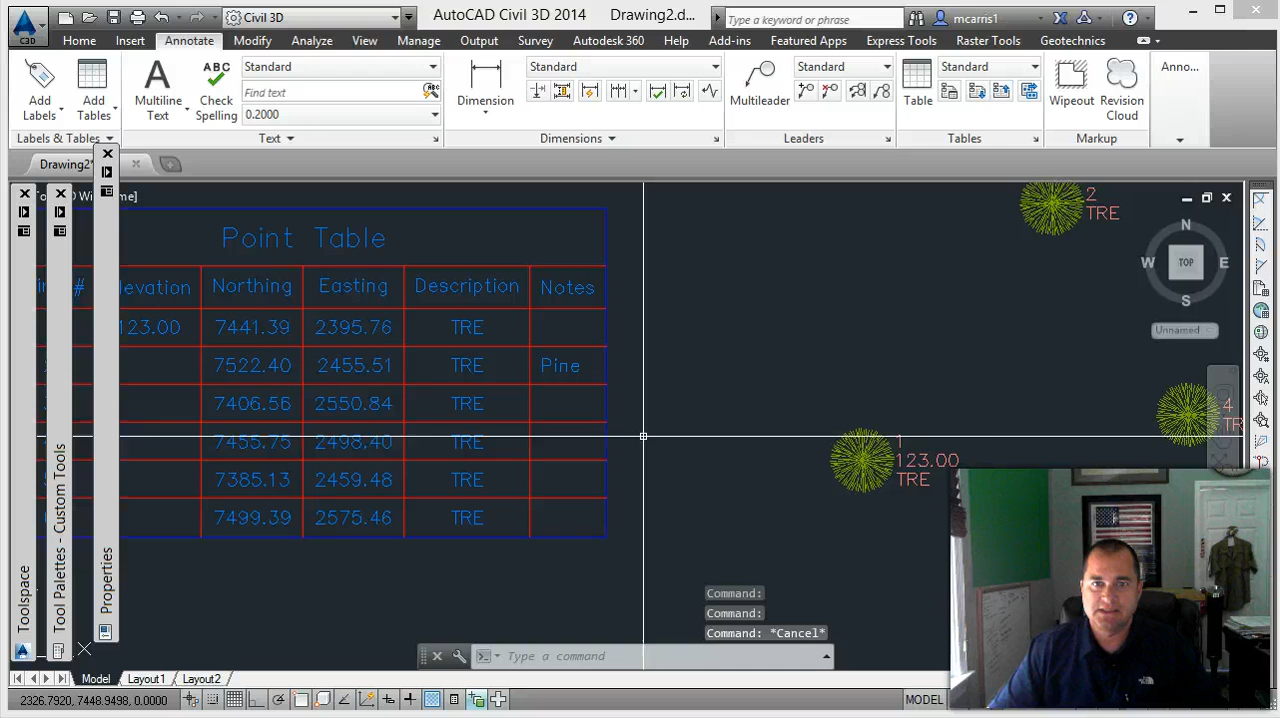 Civil 3D
AutoCAD Civil 3D 2014
Drawing2.d...
Type a keyword or phrase
mcarris1
C3D
Home
Insert
Annotate
Modify
Analyze
View
Manage
Output
Survey
Autodesk 360
Help
Add-ins
Featured Apps
Express Tools
Raster Tools
Geotechnics
Add
Labels
Add
Tables
Multiline
Text
ABC
Check
Spelling
Standard
Find text
0.2000
Dimension
Standard
Multileader
Standard
Table
Standard
Wipeout
Revision
Cloud
Anno...
Labels & Tables
Text
Dimensions
Leaders
Tables
Markup
Drawing2*
Point Table
# Elevation Northing Easting Description Notes
123.00 7441.39 2395.76 TRE
7522.40 2455.51 TRE Pine
7406.56 2550.84 TRE
7455.75 2498.40 TRE
7385.13 2459.48 TRE
7499.39 2575.46 TRE
2
TRE
4
TR
1
123.00
TRE
N
W
TOP
E
S
Unnamed
Toolspace
Tool Palettes - Custom Tools
Properties
Command:
Command:
Command: *Cancel*
Type a command
Model
Layout1
Layout2
2326.7920, 7448.9498, 0.0000
MODEL